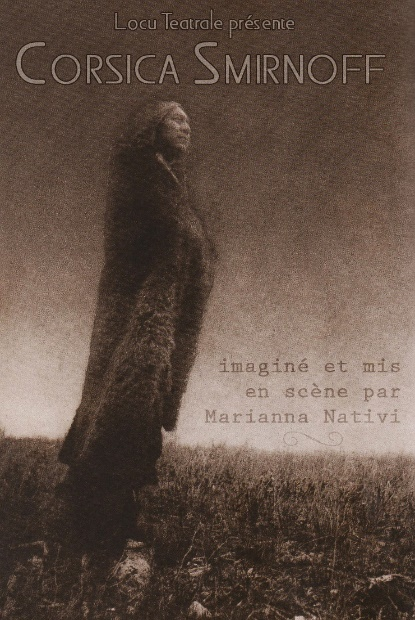 Locu Teatrale présente
Corsica Smirnoff
imaginé et mis
en scène par
Marianna Nativi